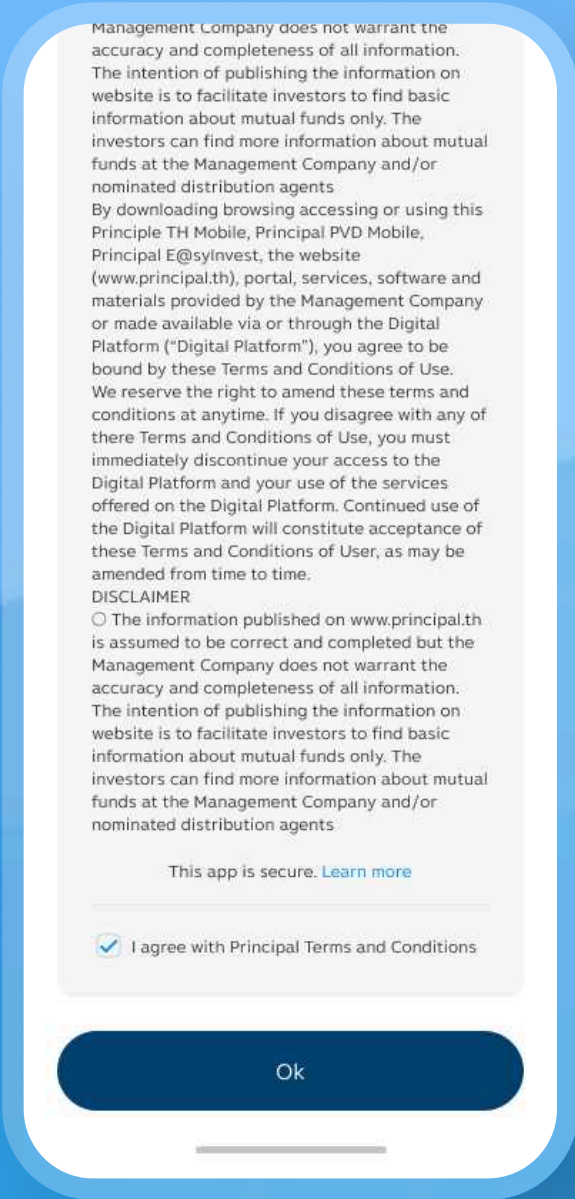 Management Company does not warrant the
accuracy and completeness of all information.
The intention of publishing the information on
website is to facilitate investors to find basic
information about mutual funds only. The
investors can find more information about mutual
funds at the Management Company and/or
nominated distribution agents
By downloading browsing accessing or using this
Principle TH Mobile, Principal PVD Mobile,
Principal E@syInvest, the website
(www.principal.th), portal, services, software and
materials provided by the Management Company
or made available via or through the Digital
Platform (“Digital Platform”), you agree to be
bound by these Terms and Conditions of Use.
We reserve the right to amend these terms and
conditions at anytime. If you disagree with any of
there Terms and Conditions of Use, you must
immediately discontinue your access to the
Digital Platform and your use of the services
offered on the Digital Platform. Continued use of
the Digital Platform will constitute acceptance of
these Terms and Conditions of User, as may be
amended from time to time.
DISCLAIMER
○ The information published on www.principal.th
is assumed to be correct and completed but the
Management Company does not warrant the
accuracy and completeness of all information.
The intention of publishing the information on
website is to facilitate investors to find basic
information about mutual funds only. The
investors can find more information about mutual
funds at the Management Company and/or
nominated distribution agents
This app is secure. Learn more
I agree with Principal Terms and Conditions
Ok